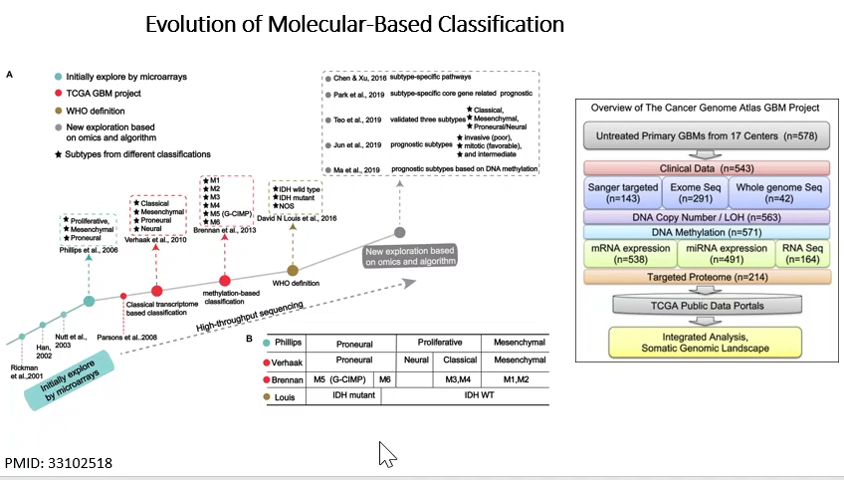 Evolution of Molecular-Based Classification
A
Initially explore by microarrays
TCGA GBM project
WHO definition
New exploration based
on omics and algorithm
Subtypes from different classifications
Chen & Xu, 2016 subtype-specific pathways
Park et al., 2019 subtype-specific core gene related prognostic
Teo et al., 2019 validated three subtypes
Classical,
Mesenchymal,
Proneural/Neural
Jun et al., 2019 prognostic subtypes
invasive (poor),
mitotic (favorable),
and intermediate
Ma et al., 2019 prognostic subtypes based on DNA methylation
Proliferative,
Mesenchymal
Proneural
Phillips et al., 2006
Classical
Mesenchymal
Proneural
Neural
Verhaak et al., 2010
M1
M2
M3
M4
M5 (G-CIMP)
M6
Brennan et al., 2013
IDH wild type
IDH mutant
NOS
David N Louis et al., 2016
New exploration based
on omics and algorithm
WHO definition
methylation-based
classification
Classical transcriptome
based classification
High-throughput sequencing
Parsons et al.,2008
Nutt et al.,
2003
Han,
2002
Rickman
et al.,2001
Initially explore
by microarrays
B
Phillips Proneural Proliferative Mesenchymal
Verhaak Proneural Neural Classical Mesenchymal
Brennan M5 (G-CIMP) M6 M3,M4 M1,M2
Louis IDH mutant IDH WT
Overview of The Cancer Genome Atlas GBM Project
Untreated Primary GBMs from 17 Centers (n=578)
Clinical Data (n=543)
Sanger targeted
(n=143)
Exome Seq
(n=291)
Whole genome Seq
(n=42)
DNA Copy Number / LOH (n=563)
DNA Methylation (n=571)
mRNA expression
(n=538)
miRNA expression
(n=491)
RNA Seq
(n=164)
Targeted Proteome (n=214)
TCGA Public Data Portals
Integrated Analysis,
Somatic Genomic Landscape
PMID: 33102518